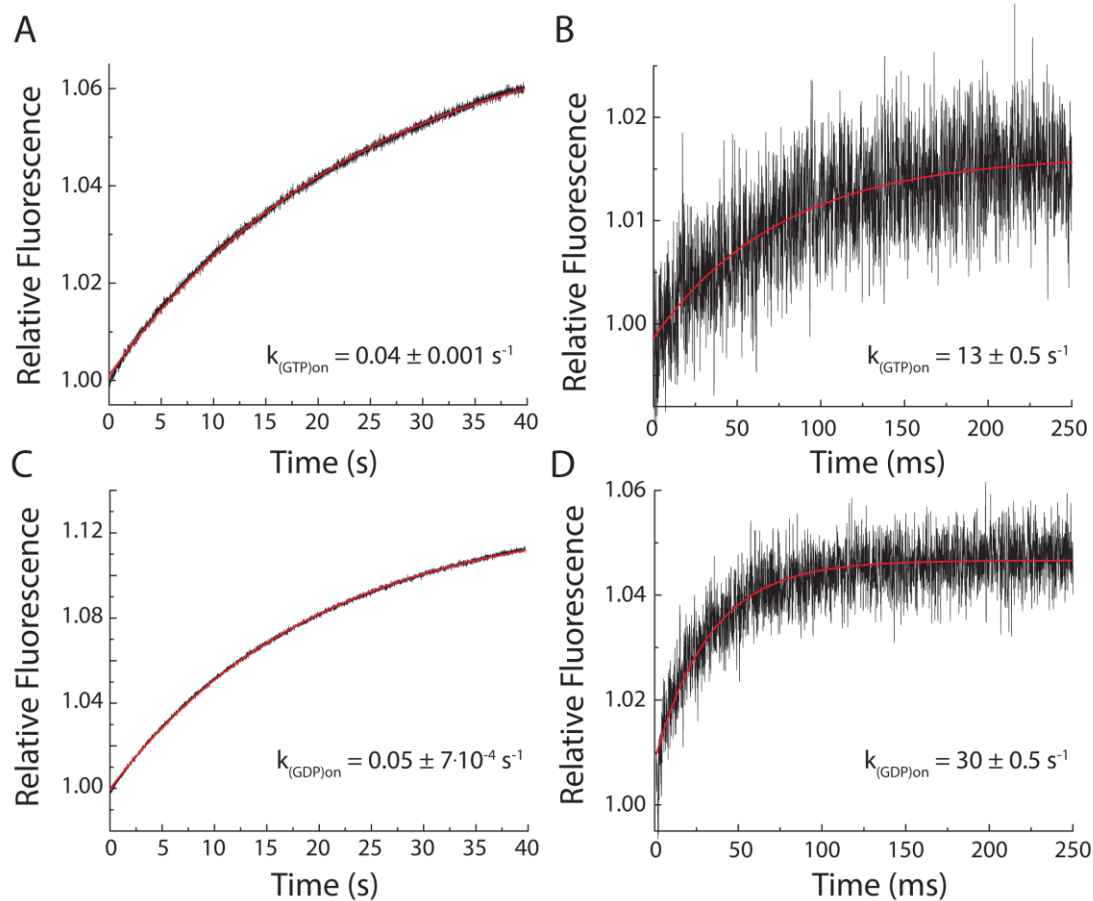 A
Relative Fluorescence
1.06
1.04
1.02
1.00
k(GTP)on = 0.04 ± 0.001 s⁻¹
0 5 10 15 20 25 30 35 40
Time (s)
B
Relative Fluorescence
1.02
1.01
1.00
k(GTP)on = 13 ± 0.5 s⁻¹
0 50 100 150 200 250
Time (ms)
C
Relative Fluorescence
1.12
1.08
1.04
1.00
k(GDP)on = 0.05 ± 7·10⁻⁴ s⁻¹
0 5 10 15 20 25 30 35 40
Time (s)
D
Relative Fluorescence
1.06
1.04
1.02
1.00
k(GDP)on = 30 ± 0.5 s⁻¹
0 50 100 150 200 250
Time (ms)